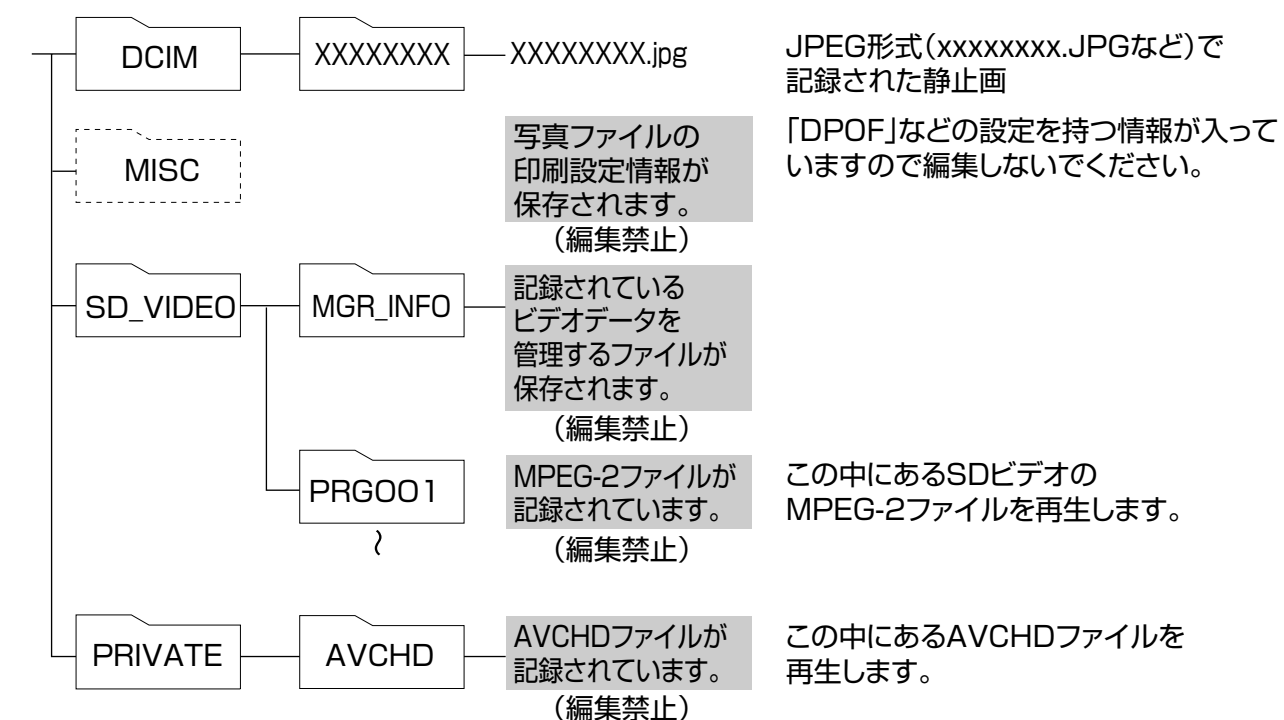 DCIM
XXXXXXXX
XXXXXXXX.jpg
JPEG形式(xxxxxxxx.JPGなど)で
記録された静止画
MISC
写真ファイルの
印刷設定情報が
保存されます。
(編集禁止)
「DPOF」などの設定を持つ情報が入って
いますので編集しないでください。
SD_VIDEO
MGR_INFO
記録されている
ビデオデータを
管理するファイルが
保存されます。
(編集禁止)
PRG001
~
MPEG-2ファイルが
記録されています。
(編集禁止)
この中にあるSDビデオの
MPEG-2ファイルを再生します。
PRIVATE
AVCHD
AVCHDファイルが
記録されています。
(編集禁止)
この中にあるAVCHDファイルを
再生します。